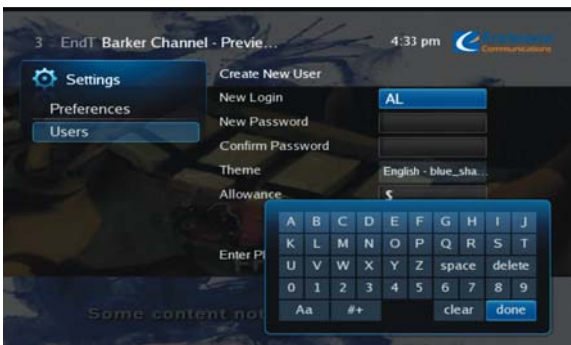 3 EndT Barker Channel - Previe... 4:33 pm
Communications
Settings
Preferences
Users
Create New User
New Login AL
New Password
Confirm Password
Theme English - blue_sha...
Allowance $
Enter P
A B C D E F G H I J
K L M N O P Q R S T
U V W X Y Z space delete
0 1 2 3 4 5 6 7 8 9
Aa #+ clear done
Some content not